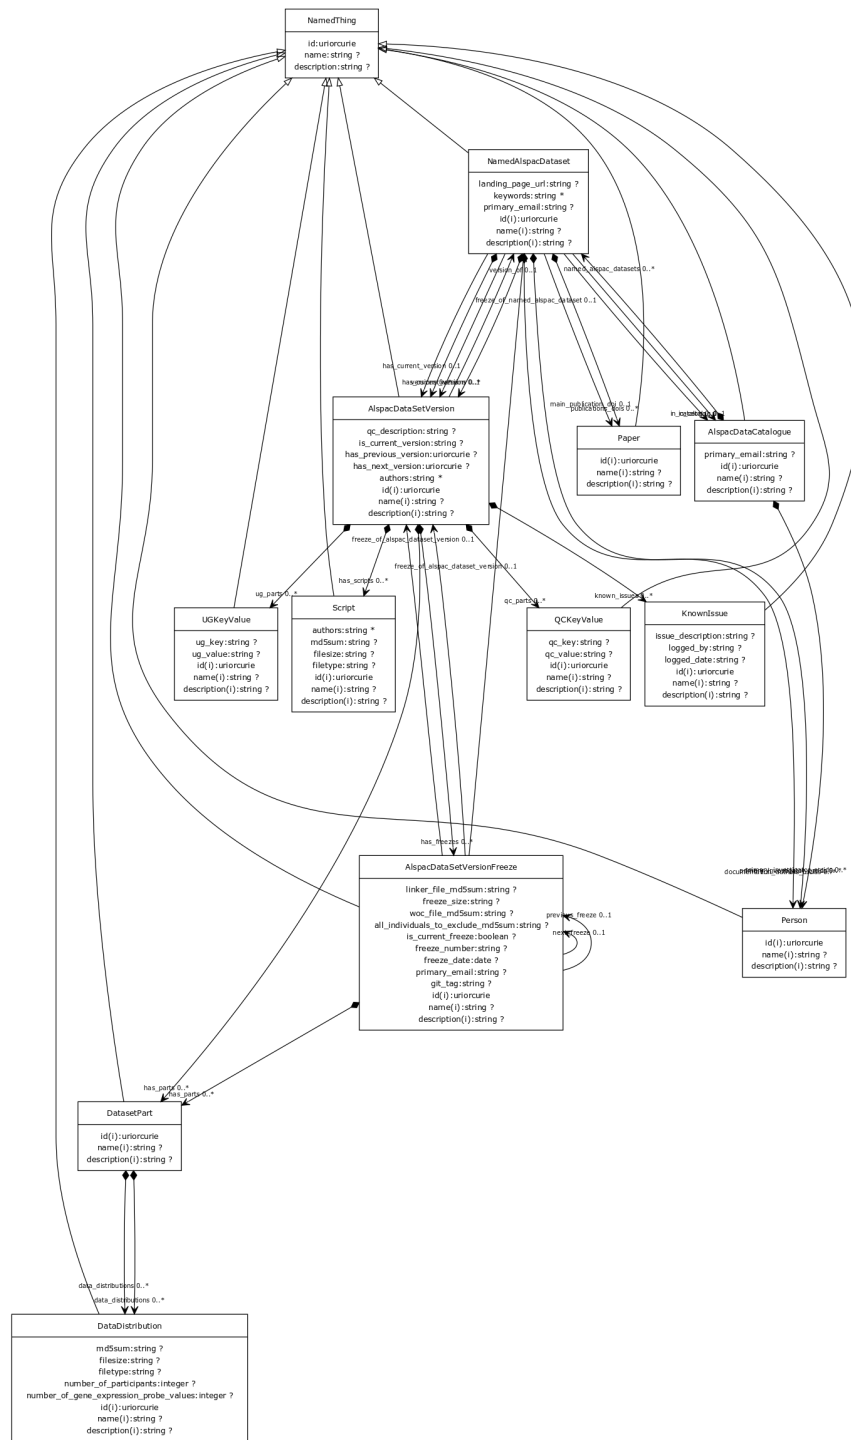 NamedThing
id:uriorcurie
name:string ?
description:string ?
NamedAlspacDataset
landing_page_url:string ?
keywords:string *
primary_email:string ?
id(i):uriorcurie
name(i):string ?
description(i):string ?
version_of 0..1
named_alspac_datasets 0..*
freeze_of_named_alspac_dataset 0..1
has_current_version 0..1
AlspacDataSetVersion
qc_description:string ?
is_current_version:string ?
has_previous_version:uriorcurie ?
has_next_version:uriorcurie ?
authors:string *
id(i):uriorcurie
name(i):string ?
description(i):string ?
main_publication_doi 0..1
publications_dois 0..*
Paper
id(i):uriorcurie
name(i):string ?
description(i):string ?
AlspacDataCatalogue
primary_email:string ?
id(i):uriorcurie
name(i):string ?
description(i):string ?
freeze_of_alspac_dataset_version 0..1
freeze_of_alspac_dataset_version 0..1
ug_parts 0..*
has_scripts 0..*
qc_parts 0..*
known_issues 0..*
UGKeyValue
ug_key:string ?
ug_value:string ?
id(i):uriorcurie
name(i):string ?
description(i):string ?
Script
authors:string *
md5sum:string ?
filesize:string ?
filetype:string ?
id(i):uriorcurie
name(i):string ?
description(i):string ?
QCKeyValue
qc_key:string ?
qc_value:string ?
id(i):uriorcurie
name(i):string ?
description(i):string ?
KnownIssue
issue_description:string ?
logged_by:string ?
logged_date:string ?
id(i):uriorcurie
name(i):string ?
description(i):string ?
has_freezes 0..*
AlspacDataSetVersionFreeze
linker_file_md5sum:string ?
freeze_size:string ?
woc_file_md5sum:string ?
all_individuals_to_exclude_md5sum:string ?
is_current_freeze:boolean ?
freeze_number:string ?
freeze_date:date ?
primary_email:string ?
git_tag:string ?
id(i):uriorcurie
name(i):string ?
description(i):string ?
previous_freeze 0..1
next_freeze 0..1
Person
id(i):uriorcurie
name(i):string ?
description(i):string ?
has_parts 0..*
has_parts 0..*
DatasetPart
id(i):uriorcurie
name(i):string ?
description(i):string ?
data_distributions 0..*
data_distributions 0..*
DataDistribution
md5sum:string ?
filesize:string ?
filetype:string ?
number_of_participants:integer ?
number_of_gene_expression_probe_values:integer ?
id(i):uriorcurie
name(i):string ?
description(i):string ?